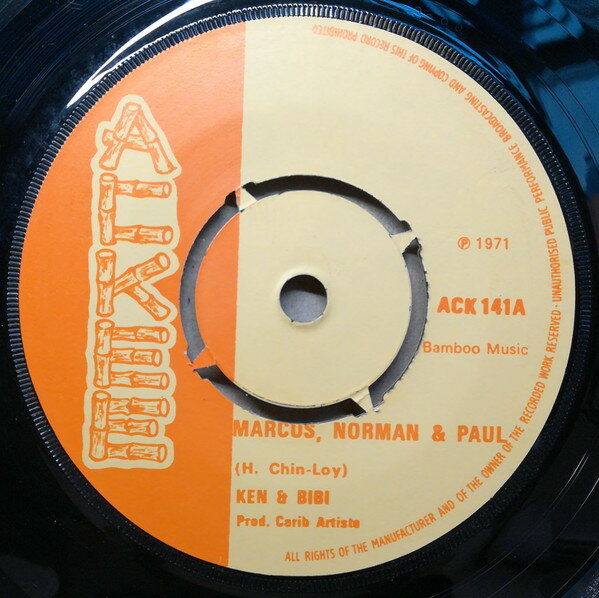 ALKEE
℗ 1971
ACK 141A
Bamboo Music
MARCUS, NORMAN & PAUL
(H. Chin-Loy)
KEN & BIBI
Prod. Carib Artists
ALL RIGHTS OF THE MANUFACTURER AND OF THE OWNER OF THE RECORDED WORK RESERVED - UNAUTHORISED PUBLIC PERFORMANCE BROADCASTING AND COPYING OF THIS RECORD PROHIBITED